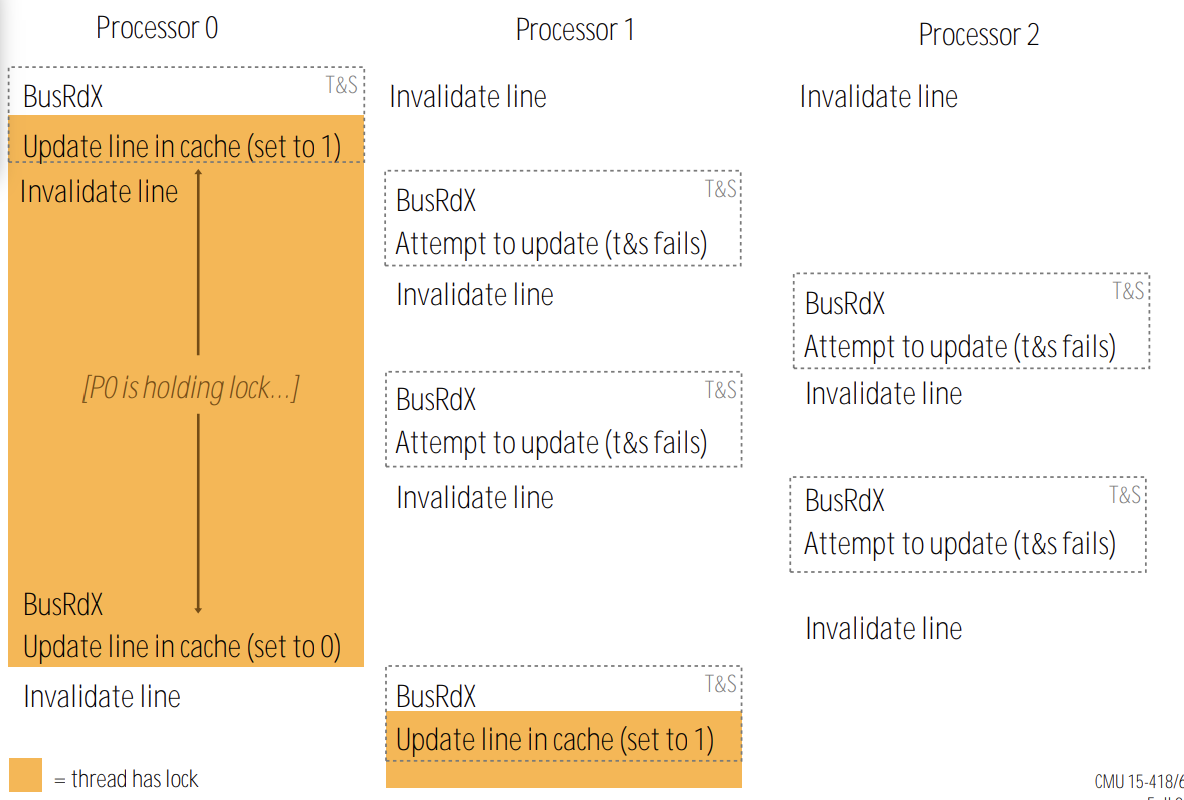 Processor 0
Processor 1
Processor 2
T&S
BusRdX
Update line in cache (set to 1)
Invalidate line
[P0 is holding lock...]
BusRdX
Update line in cache (set to 0)
Invalidate line
Invalidate line
T&S
BusRdX
Attempt to update (t&s fails)
Invalidate line
T&S
BusRdX
Attempt to update (t&s fails)
Invalidate line
T&S
BusRdX
Update line in cache (set to 1)
Invalidate line
T&S
BusRdX
Attempt to update (t&s fails)
Invalidate line
T&S
BusRdX
Attempt to update (t&s fails)
Invalidate line
= thread has lock
CMU 15-418/6